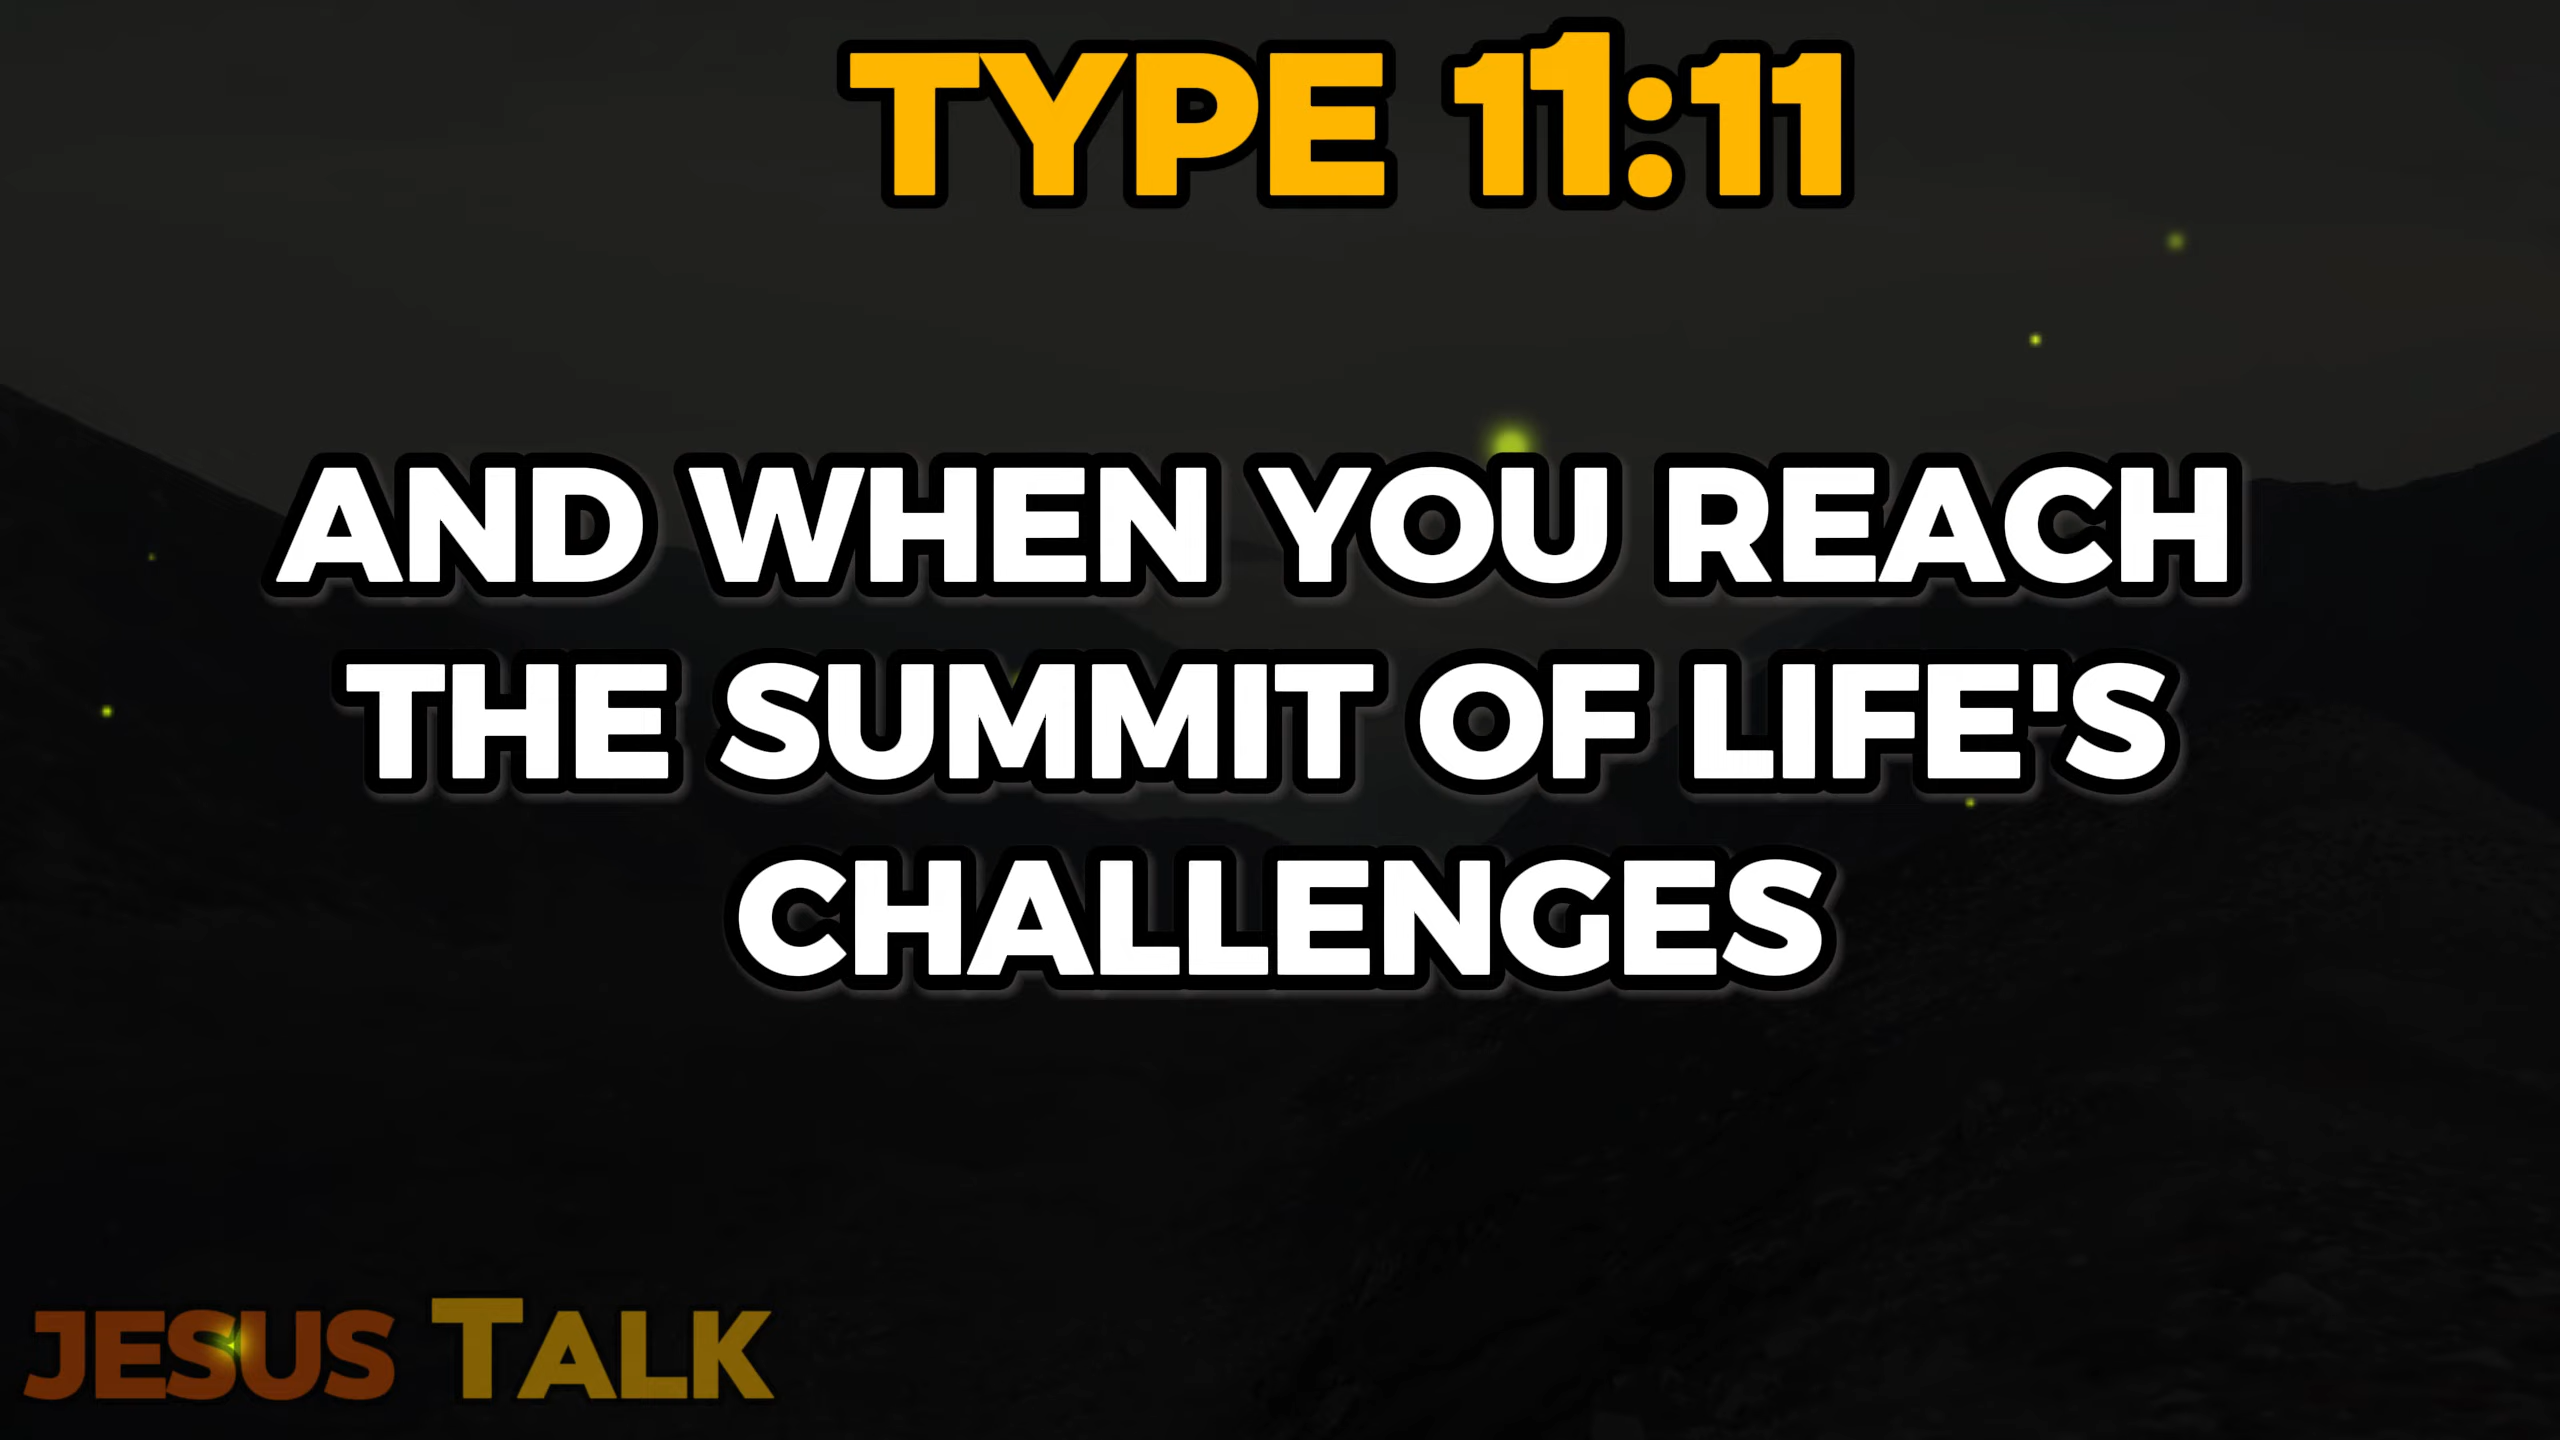 TYPE 11:11
AND WHEN YOU REACH
THE SUMMIT OF LIFE'S
CHALLENGES
JESUS TALK